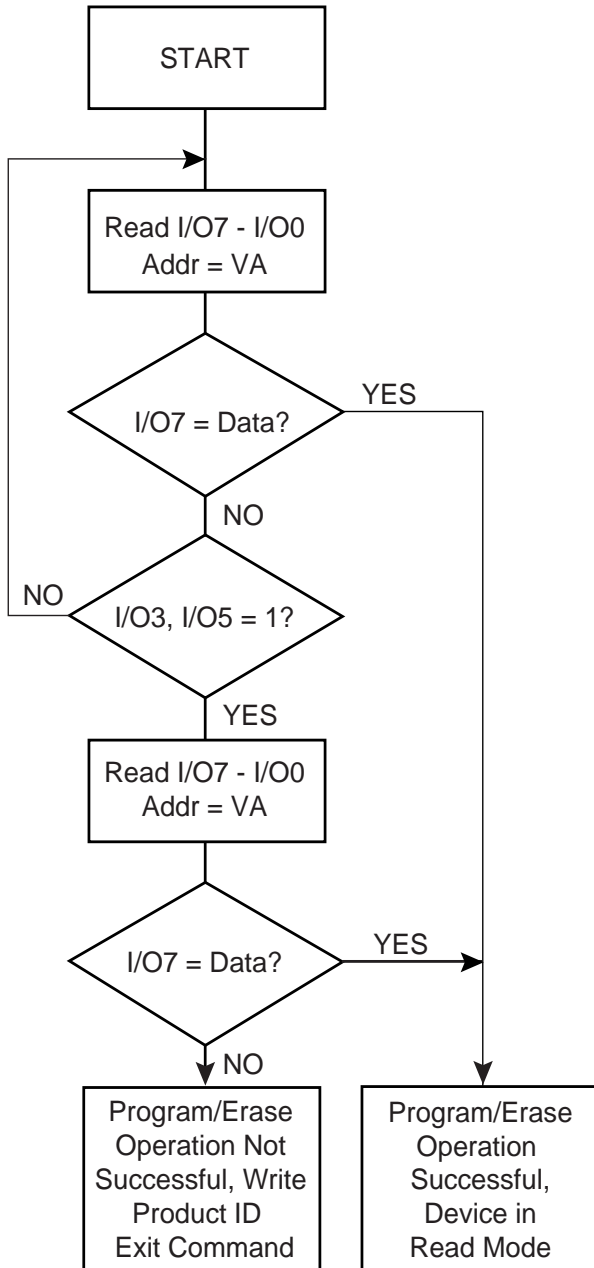 START
Read I/O7 - I/O0
Addr = VA
I/O7 = Data?
YES
NO
NO
I/O3, I/O5 = 1?
YES
Read I/O7 - I/O0
Addr = VA
I/O7 = Data?
YES
NO
Program/Erase
Operation Not
Successful, Write
Product ID
Exit Command
Program/Erase
Operation
Successful,
Device in
Read Mode